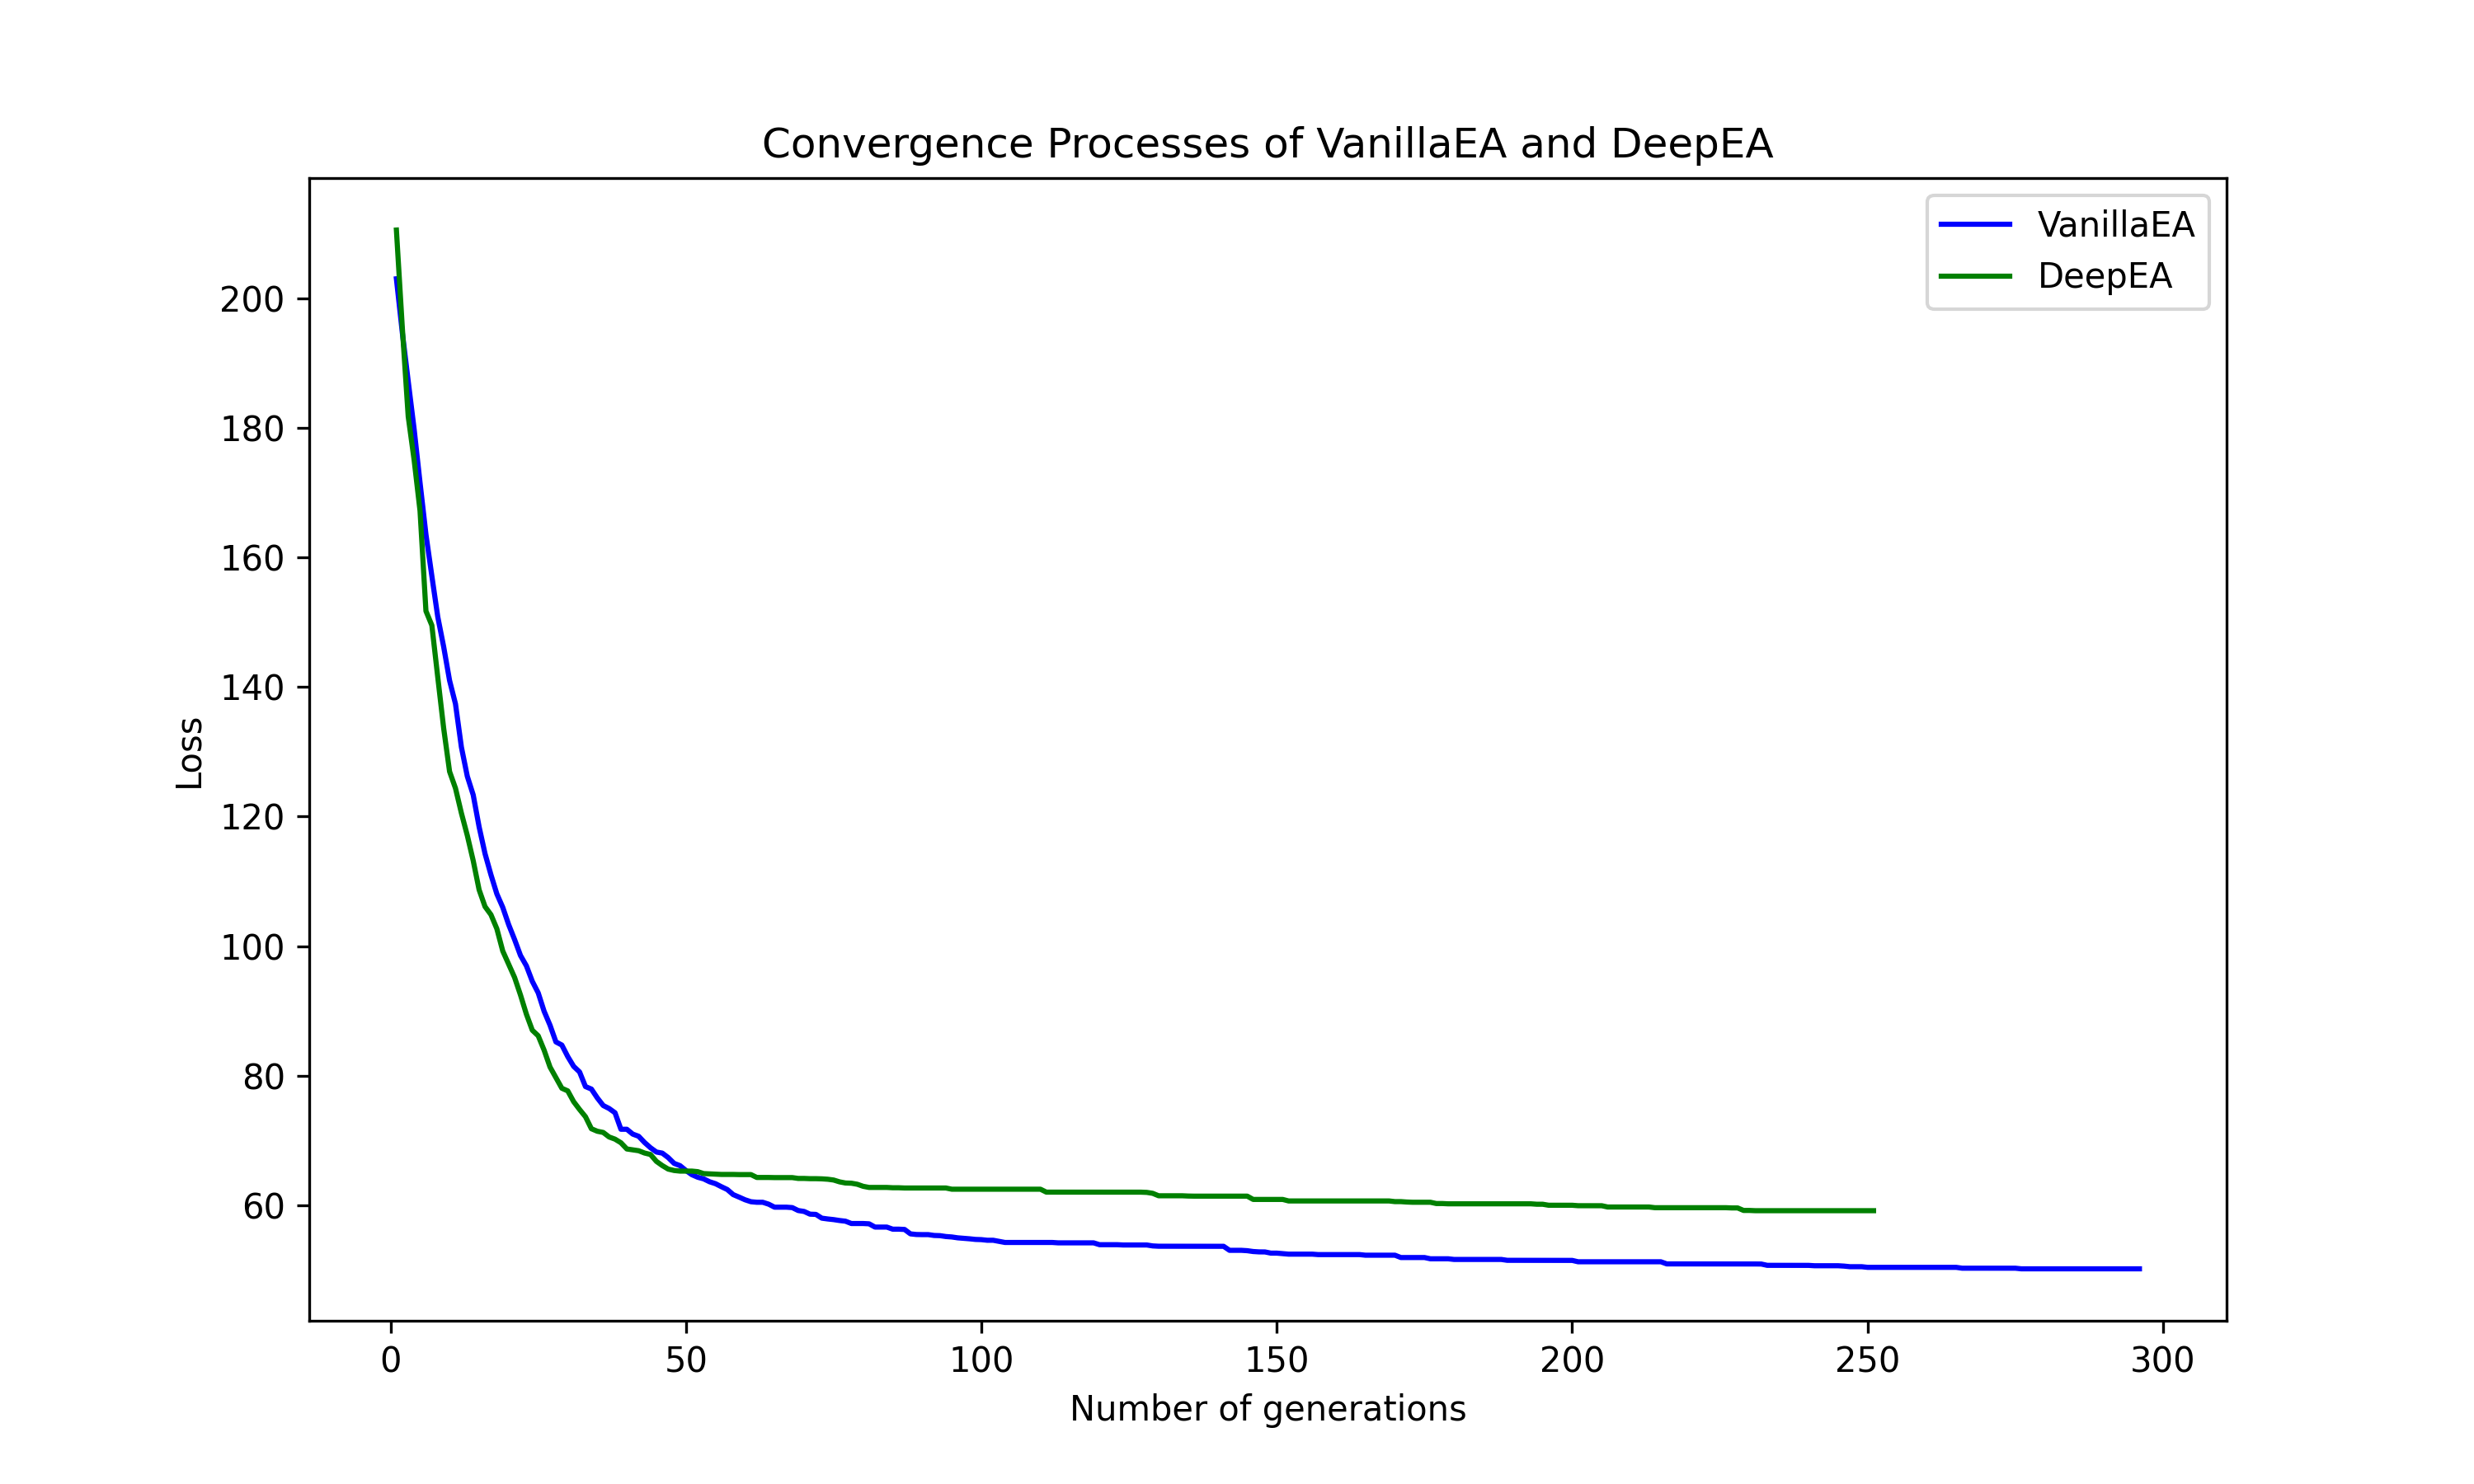 Convergence Processes of VanillaEA and DeepEA
VanillaEA
DeepEA
Loss
200
180
160
140
120
100
80
60
0 50 100 150 200 250 300
Number of generations